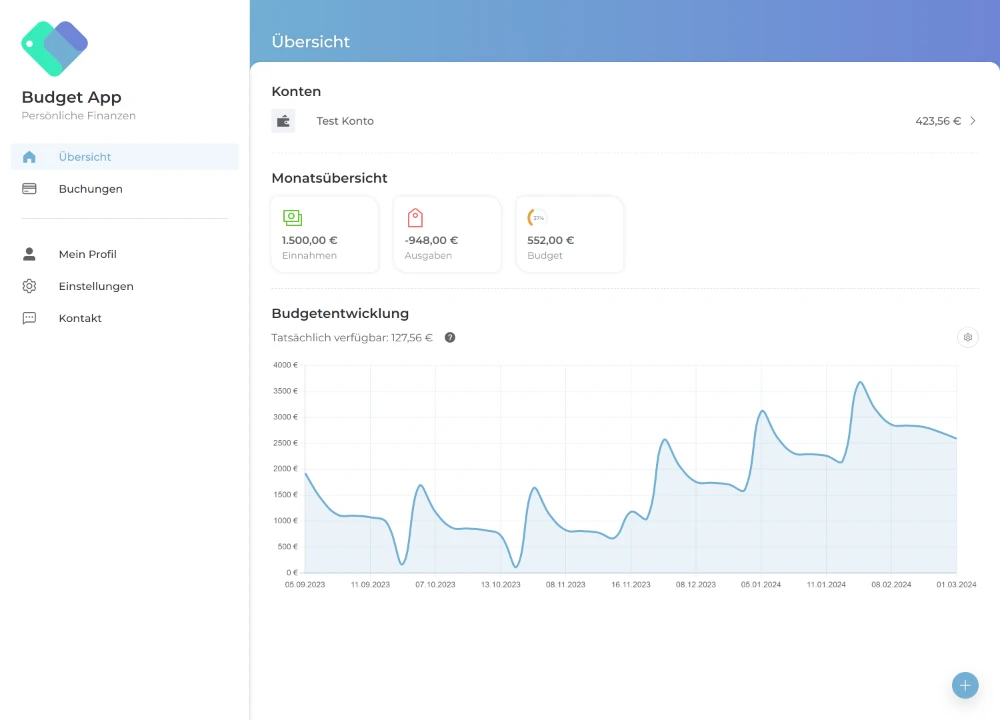 Budget App
Persönliche Finanzen
Übersicht
Buchungen
Mein Profil
Einstellungen
Kontakt
Übersicht
Konten
Test Konto 423,56 €
Monatsübersicht
1.500,00 €
Einnahmen
-948,00 €
Ausgaben
37%
552,00 €
Budget
Budgetentwicklung
Tatsächlich verfügbar: 127,56 € ?
4000 €
3500 €
3000 €
2500 €
2000 €
1500 €
1000 €
500 €
0 €
05.09.2023 11.09.2023 07.10.2023 13.10.2023 08.11.2023 16.11.2023 08.12.2023 05.01.2024 11.01.2024 08.02.2024 01.03.2024